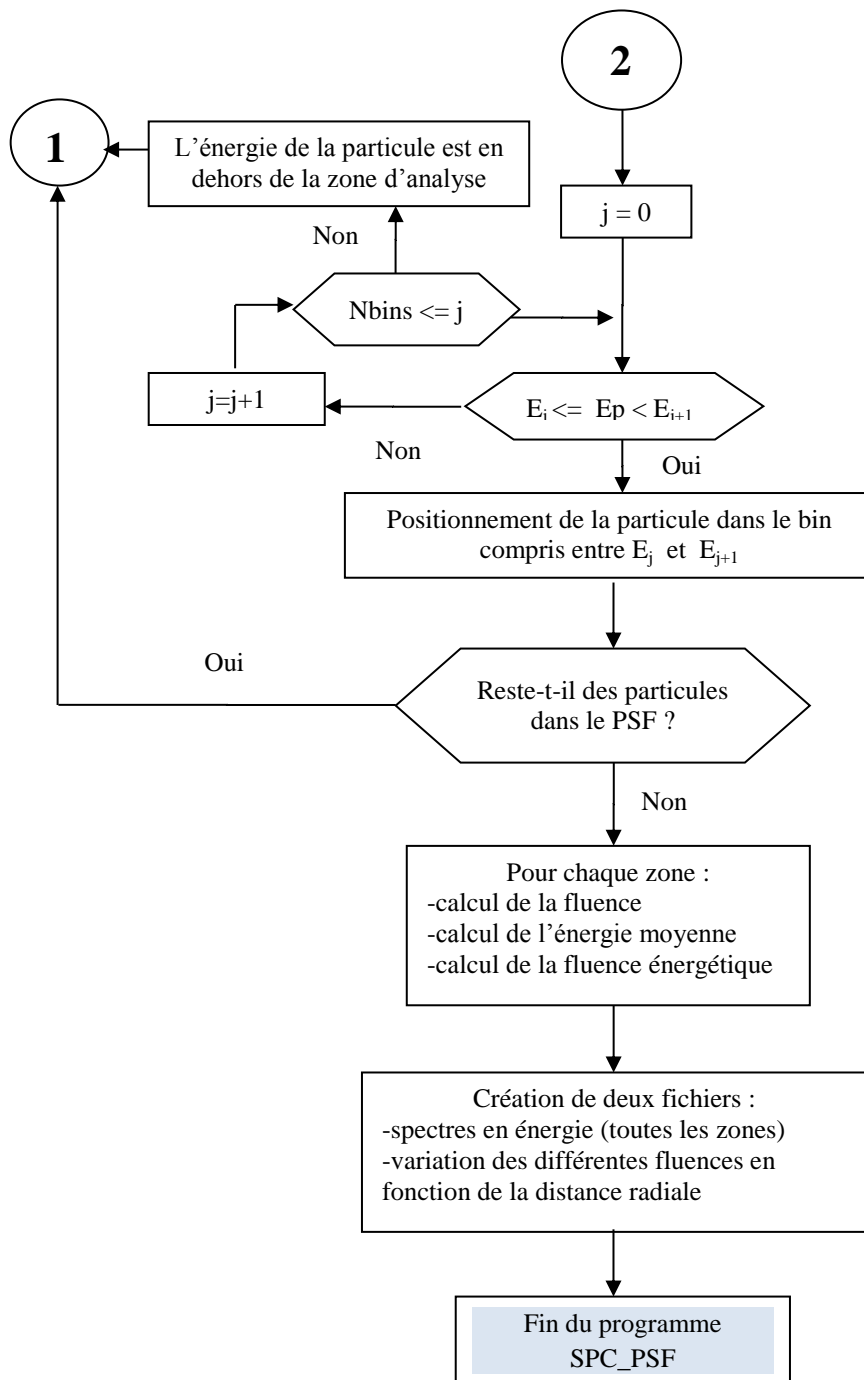 2
1
L'énergie de la particule est en
dehors de la zone d'analyse
j = 0
Non
Nbins <= j
j=j+1
Ej <= Ep < Ej+1
Non
Oui
Positionnement de la particule dans le bin
compris entre Ej et Ej+1
Oui
Reste-t-il des particules
dans le PSF ?
Non
Pour chaque zone :
-calcul de la fluence
-calcul de l'énergie moyenne
-calcul de la fluence énergétique
Création de deux fichiers :
-spectres en énergie (toutes les zones)
-variation des différentes fluences en
fonction de la distance radiale
Fin du programme
SPC_PSF